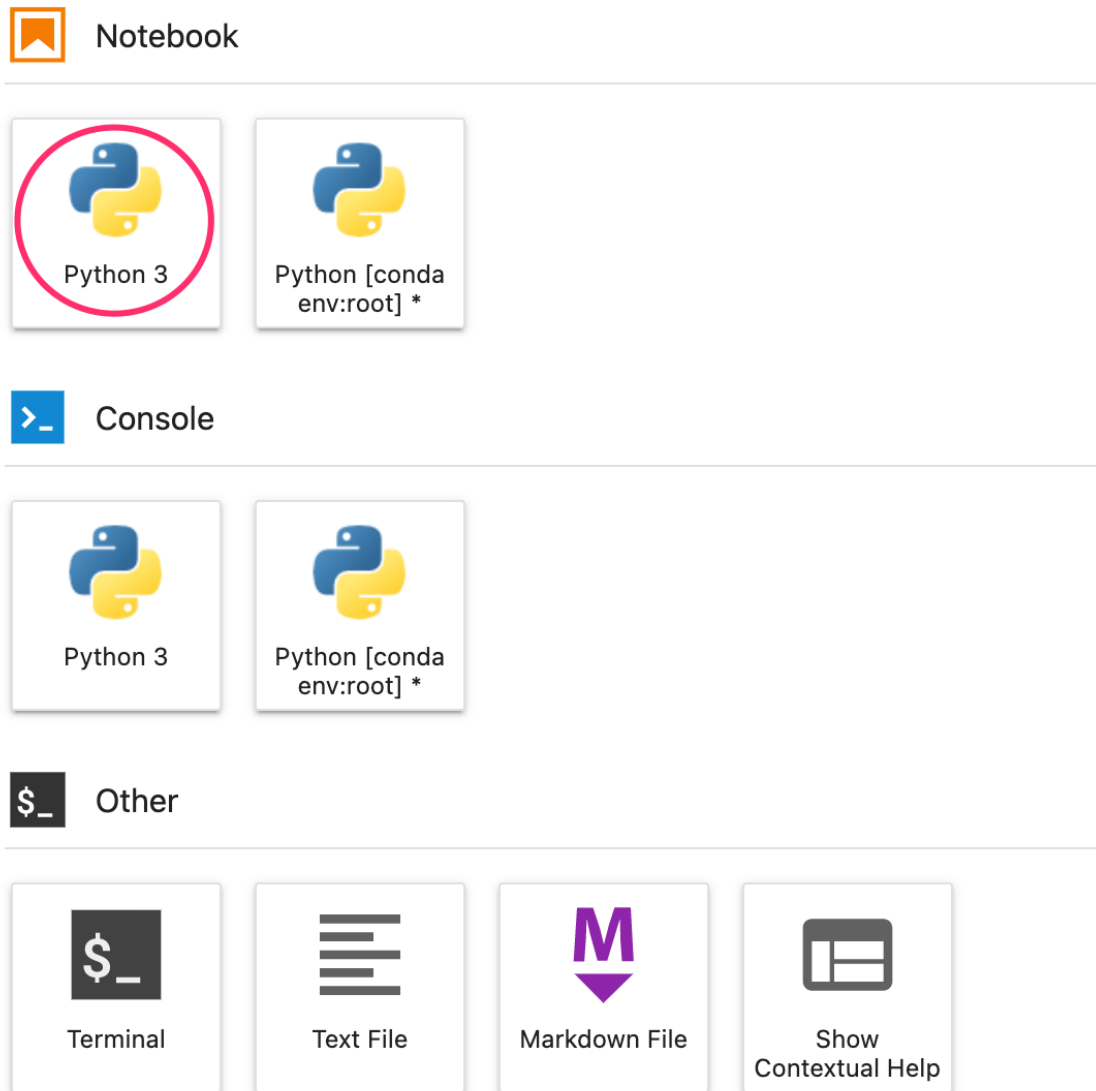 Notebook
Python 3
Python [conda
env:root] *
>_
Console
Python 3
Python [conda
env:root] *
$_
Other
$_
Terminal
Text File
M
Markdown File
Show
Contextual Help